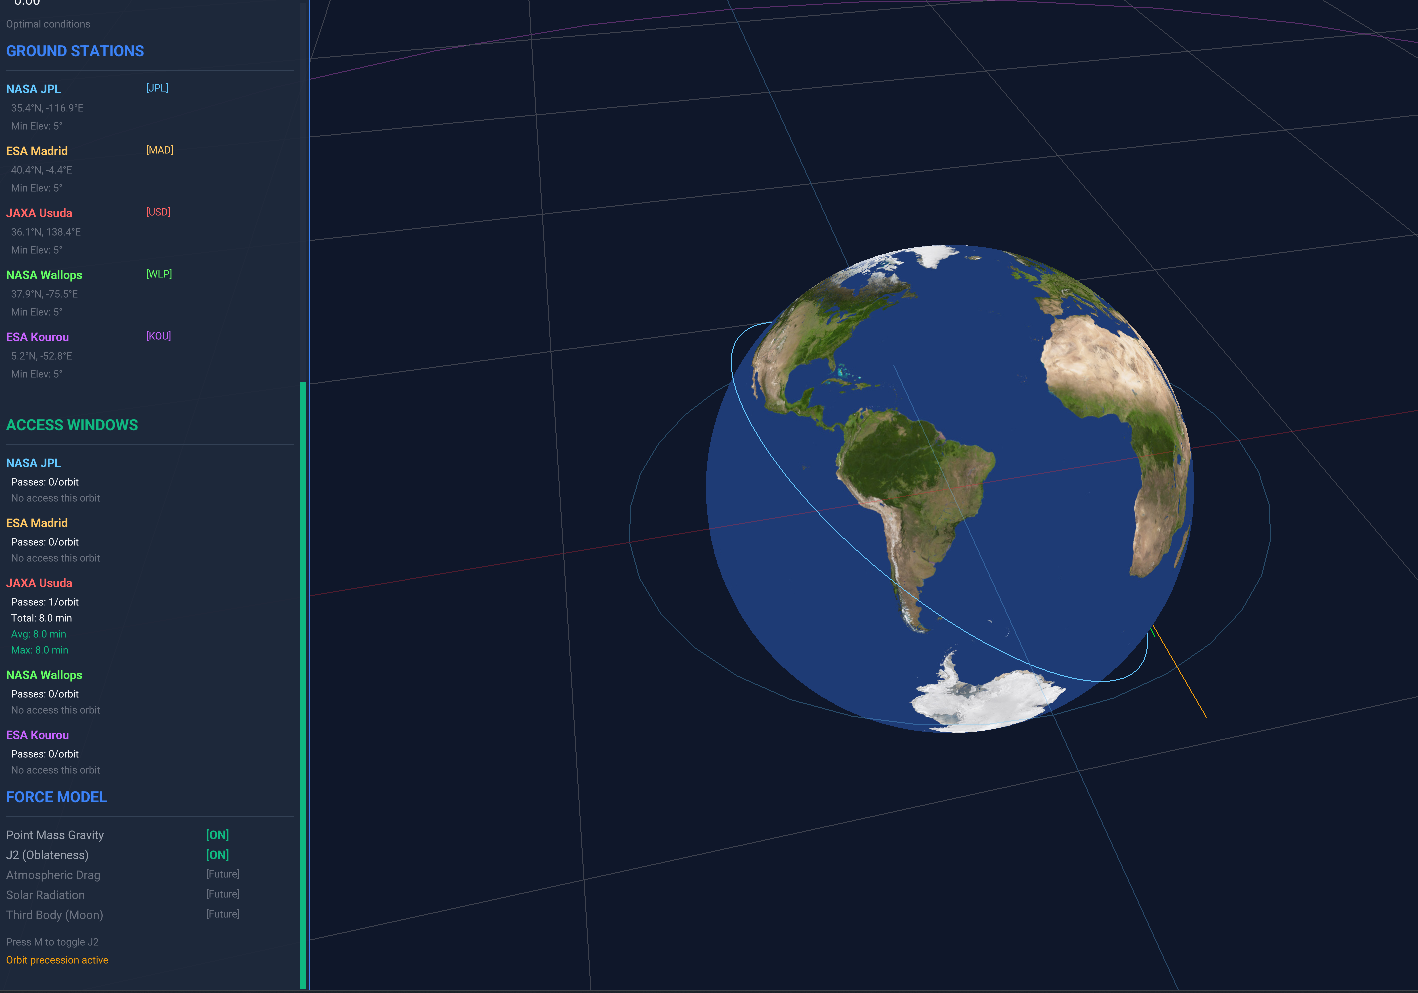 0.00
Optimal conditions
GROUND STATIONS
NASA JPL [JPL]
35.4°N, -116.9°E
Min Elev: 5°
ESA Madrid [MAD]
40.4°N, -4.4°E
Min Elev: 5°
JAXA Usuda [USD]
36.1°N, 138.4°E
Min Elev: 5°
NASA Wallops [WLP]
37.9°N, -75.5°E
Min Elev: 5°
ESA Kourou [KOU]
5.2°N, -52.8°E
Min Elev: 5°
ACCESS WINDOWS
NASA JPL
Passes: 0/orbit
No access this orbit
ESA Madrid
Passes: 0/orbit
No access this orbit
JAXA Usuda
Passes: 1/orbit
Total: 8.0 min
Avg: 8.0 min
Max: 8.0 min
NASA Wallops
Passes: 0/orbit
No access this orbit
ESA Kourou
Passes: 0/orbit
No access this orbit
FORCE MODEL
Point Mass Gravity [ON]
J2 (Oblateness) [ON]
Atmospheric Drag [Future]
Solar Radiation [Future]
Third Body (Moon) [Future]
Press M to toggle J2
Orbit precession active